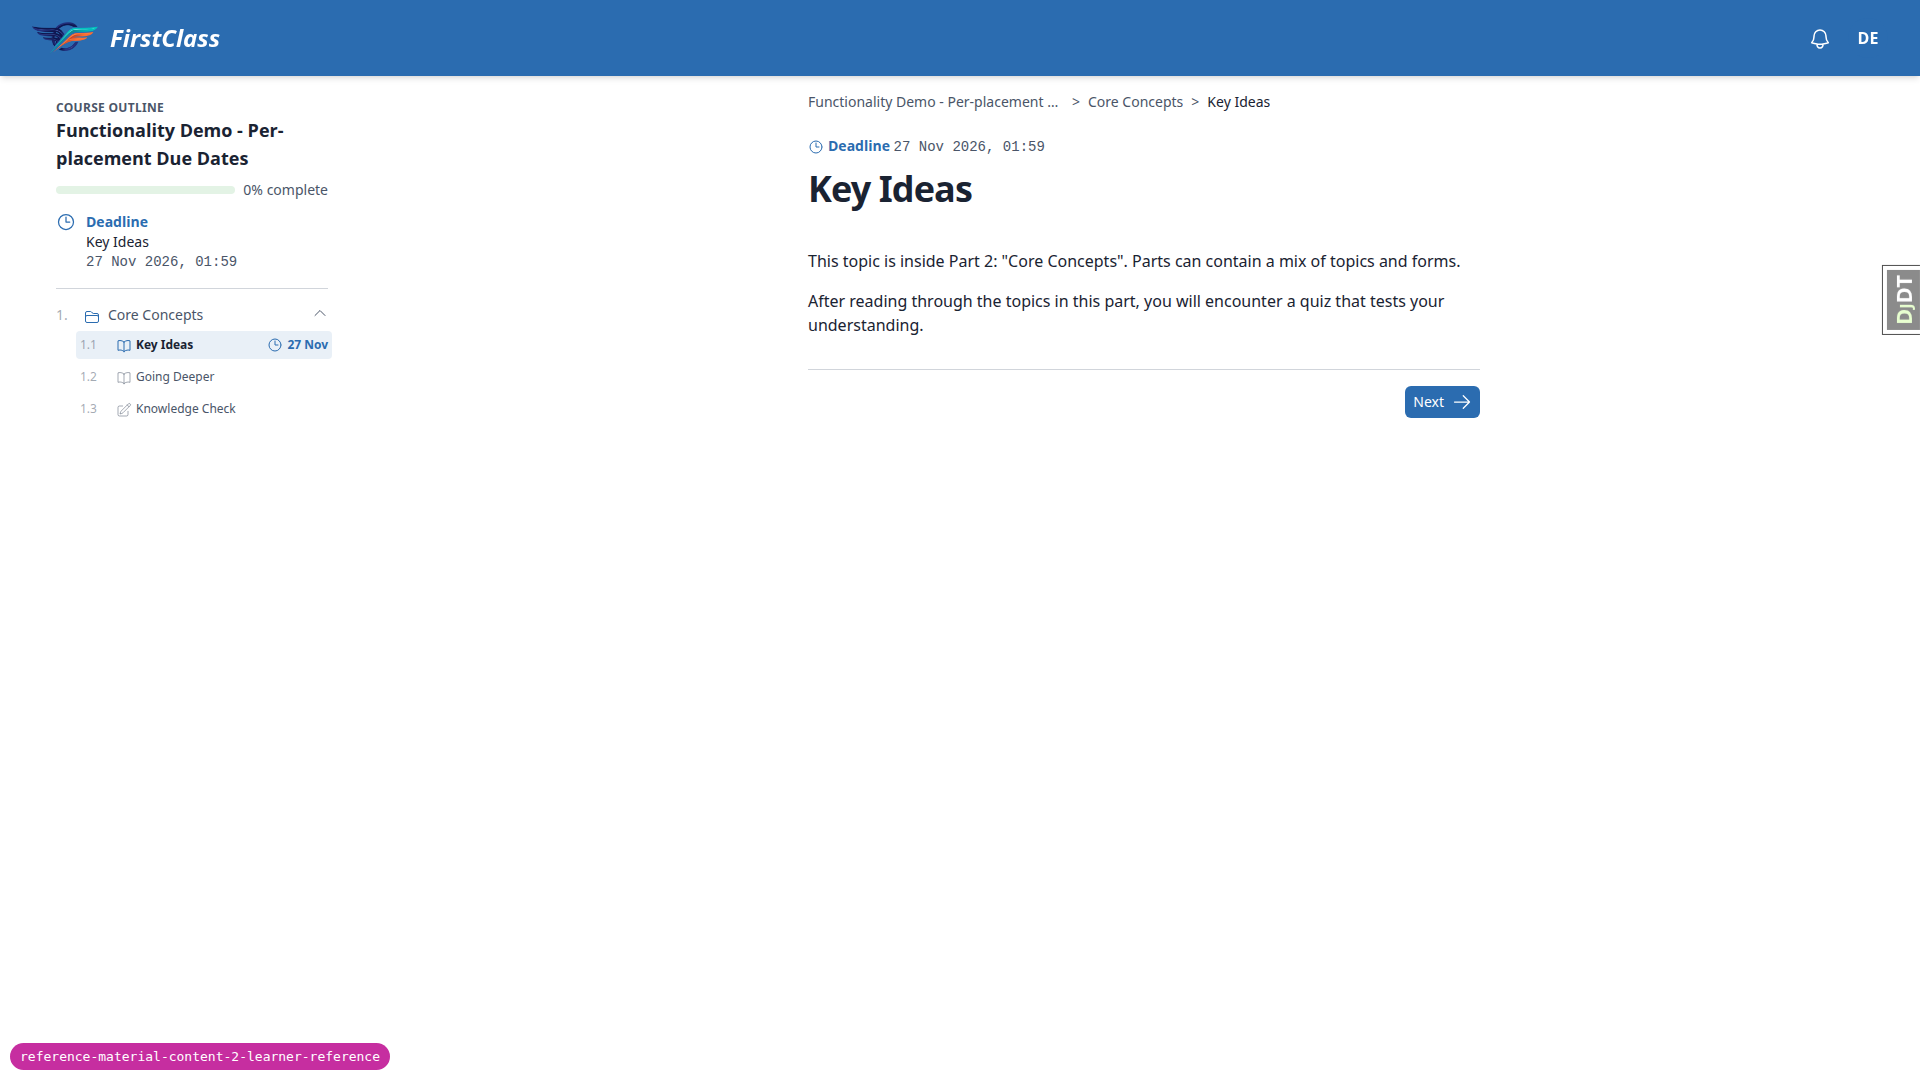 FirstClass
DE
COURSE OUTLINE
Functionality Demo - Per-
placement Due Dates
0% complete
Deadline
Key Ideas
27 Nov 2026, 01:59
1. Core Concepts
1.1 Key Ideas 27 Nov
1.2 Going Deeper
1.3 Knowledge Check
Functionality Demo - Per-placement ... > Core Concepts > Key Ideas
Deadline 27 Nov 2026, 01:59
Key Ideas
This topic is inside Part 2: "Core Concepts". Parts can contain a mix of topics and forms.
After reading through the topics in this part, you will encounter a quiz that tests your
understanding.
Next
DjDT
reference-material-content-2-learner-reference